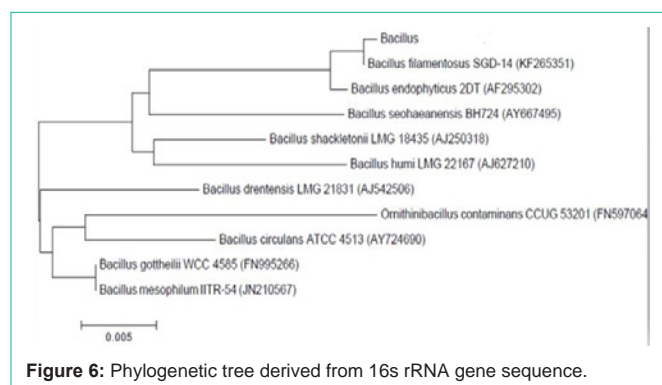 Bacillus
Bacillus filamentosus SGD-14 (KF265351)
Bacillus endophyticus 2DT (AF295302)
Bacillus seohaeanensis BH724 (AY667495)
Bacillus shackletonii LMG 18435 (AJ250318)
Bacillus humi LMG 22167 (AJ627210)
Bacillus drentensis LMG 21831 (AJ542506)
Ornithinibacillus contaminans CCUG 53201 (FN597064
Bacillus circulans ATCC 4513 (AY724690)
Bacillus gottheilii WCC 4585 (FN995266)
Bacillus mesophilum IITR-54 (JN210567)
0.005
Figure 6: Phylogenetic tree derived from 16s rRNA gene sequence.